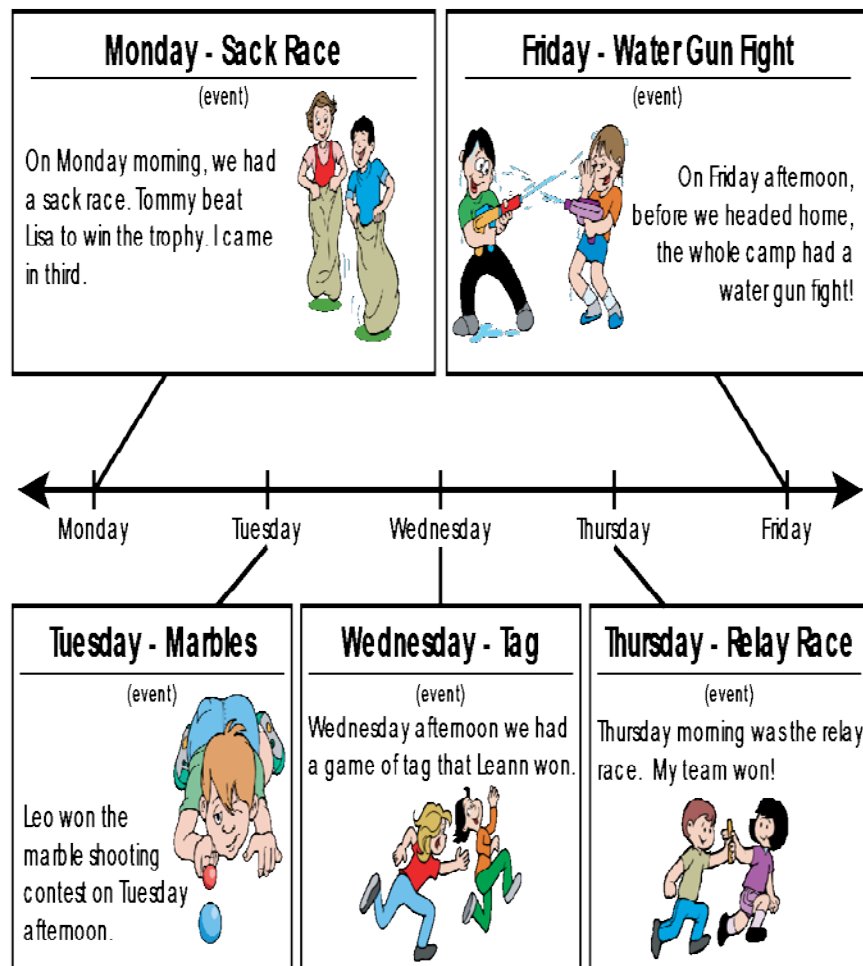 Monday - Sack Race
(event)
On Monday morning, we had
a sack race. Tommy beat
Lisa to win the trophy. I came
in third.
Friday - Water Gun Fight
(event)
On Friday afternoon,
before we headed home,
the whole camp had a
water gun fight!
Monday
Tuesday
Wednesday
Thursday
Friday
Tuesday - Marbles
(event)
Leo won the
marble shooting
contest on Tuesday
afternoon.
Wednesday - Tag
(event)
Wednesday afternoon we had
a game of tag that Leann won.
Thursday - Relay Race
(event)
Thursday morning was the relay
race. My team won!